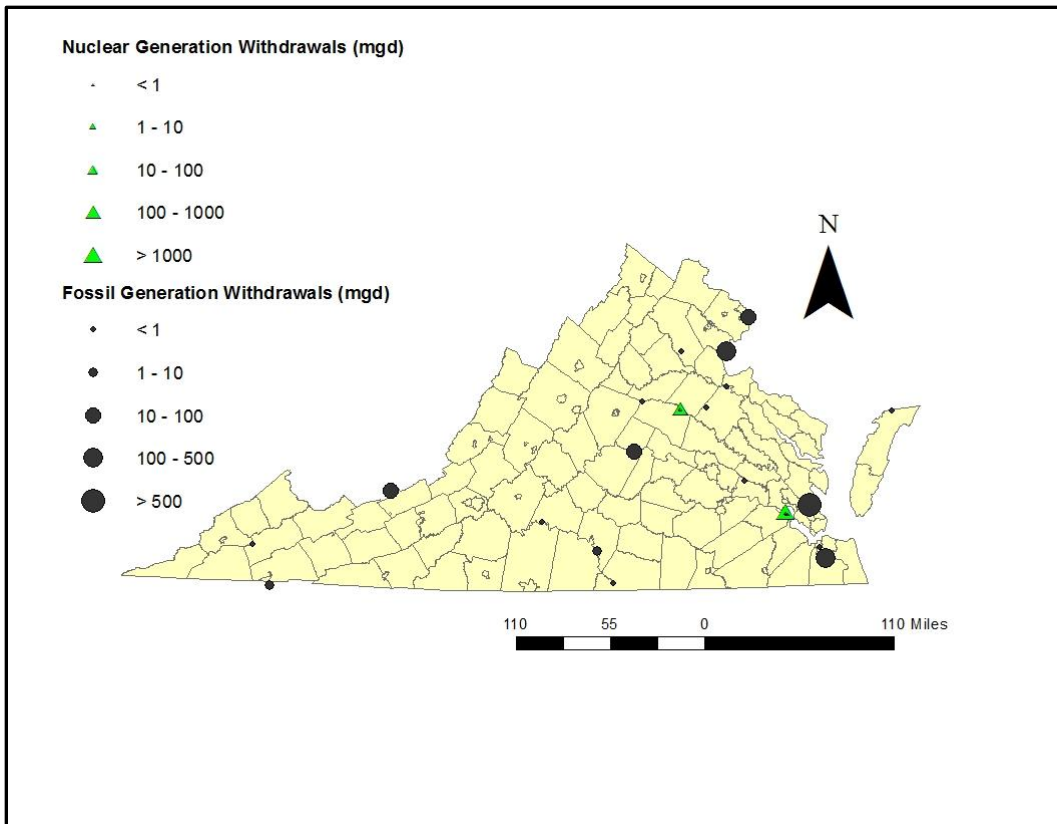 Nuclear Generation Withdrawals (mgd)
< 1
1 - 10
10 - 100
100 - 1000
> 1000
Fossil Generation Withdrawals (mgd)
< 1
1 - 10
10 - 100
100 - 500
> 500
N
110 55 0 110 Miles